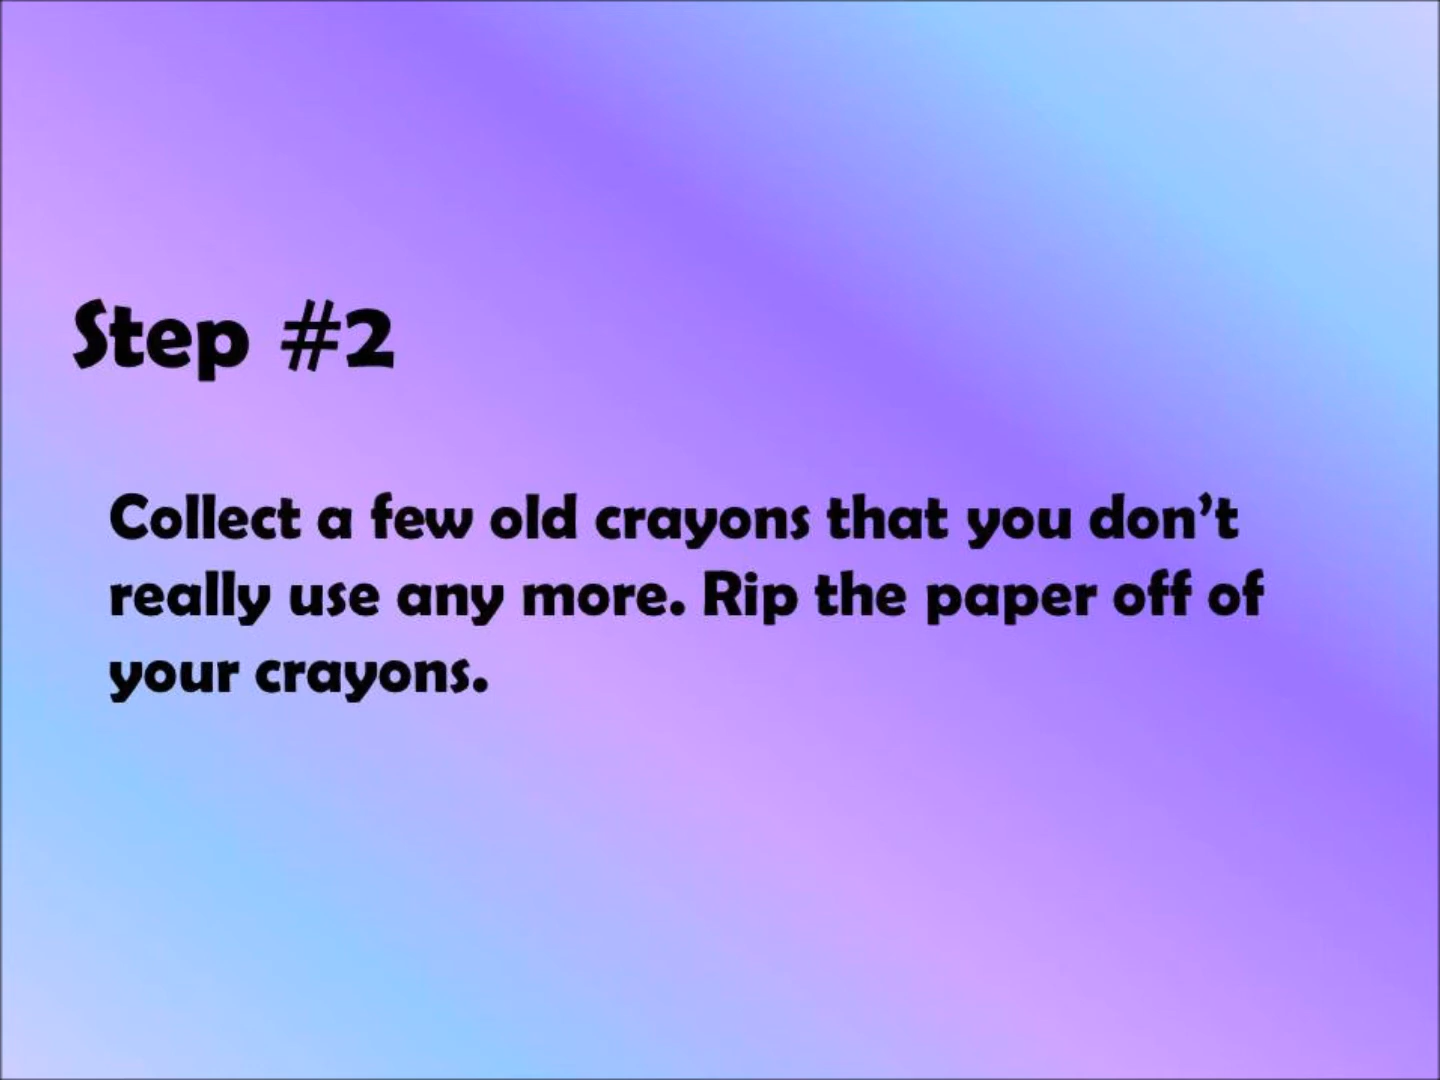 Step #2
Collect a few old crayons that you don’t
really use any more. Rip the paper off of
your crayons.